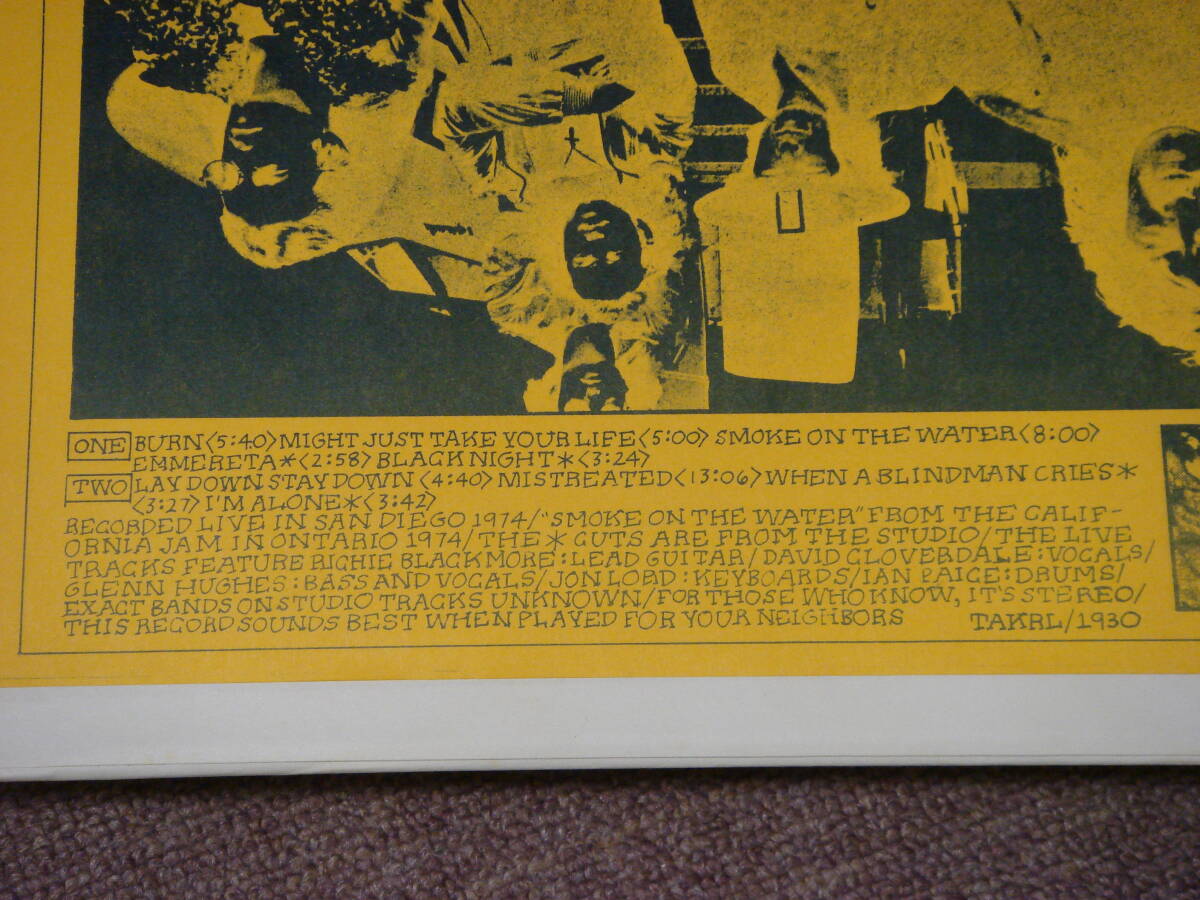 ONE BURN<5:40>MIGHT JUST TAKE YOUR LIFE<5:00> SMOKE ON THE WATER<8:00>
EMMERETA*<2:58> BLACK NIGHT*<3:24>
TWO LAY DOWN STAY DOWN <4:40> MISTREATED<13:06>WHEN A BLINDMAN CRIES*
<3:27> I'M ALONE*<3:42>
RECORDED LIVE IN SAN DIEGO 1974/"SMOKE ON THE WATER" FROM THE CALIF-
ORNIA JAM IN ONTARIO 1974/THE * CUTS ARE FROM THE STUDIO/THE LIVE
TRACKS FEATURE RICHIE BLACKMORE:LEAD GUITAR/DAVID CLOVERDALE:VOCALS/
GLENN HUGHES:BASS AND VOCALS/JON LORD:KEYBOARDS/IAN PAICE:DRUMS/
EXACT BANDS ON STUDIO TRACKS UNKNOWN/FOR THOSE WHO KNOW, IT'S STEREO/
THIS RECORD SOUNDS BEST WHEN PLAYED FOR YOUR NEIGHBORS TAKRL/1930